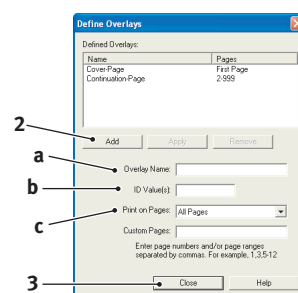 Define Overlays
Defined Overlays:
Name Pages
Cover-Page First Page
Continuation-Page 2-999
2 Add Apply Remove
a Overlay Name:
b ID Value(s):
c Print on Pages: All Pages
Custom Pages:
Enter page numbers and/or page ranges
separated by commas. For example, 1,3,5-12
3 Close Help